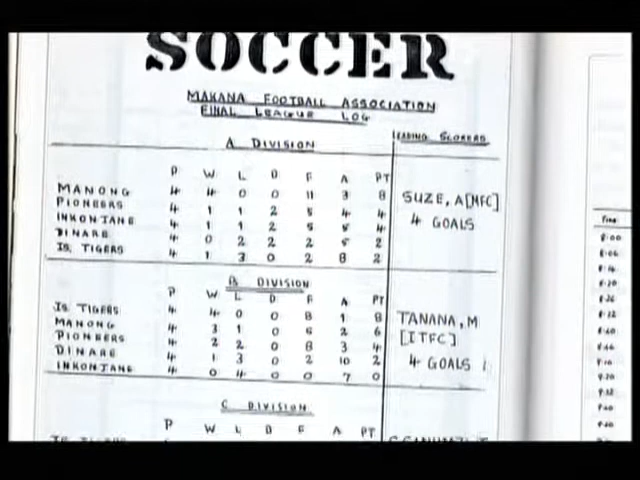 SOCCER
MAKANA FOOTBALL ASSOCIATION
FINAL LEAGUE LOG
LEADING SCORERS
A DIVISION
P W L D F A PT
MANONG 4 4 0 0 11 3 8
PIONEERS 4 1 1 2 5 4 4
INKONJANE 4 1 1 2 5 5 4
DINARE 4 0 2 2 2 5 2
IS. TIGERS 4 1 3 0 2 8 2
SUZE, A [MFC]
4 GOALS
B DIVISION
P W L D F A PT
IS. TIGERS 4 4 0 0 8 1 8
MANONG 4 3 1 0 5 2 6
PIONEERS 4 2 2 0 8 3 4
DINARE 4 1 3 0 2 10 2
INKONJANE 4 0 4 0 0 7 0
TANANA, M
[ITFC]
4 GOALS
C DIVISION
P W L D F A PT